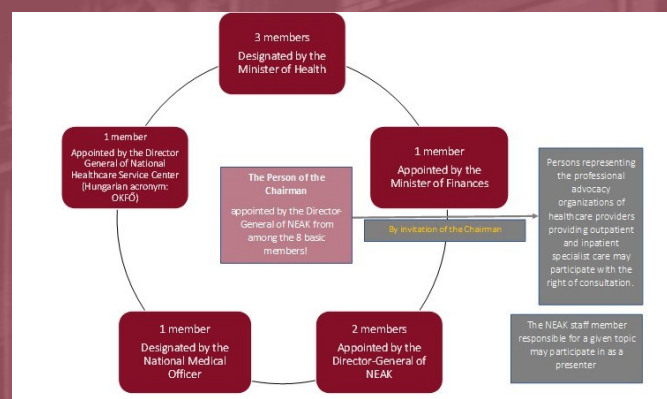 3 members
Designated by the
Minister of Health
1 member
Appointed by the Director
General of National
Healthcare Service Center
(Hungarian acronym:
OKFŐ)
1 member
Appointed by the
Minister of Finances
The Person of the
Chairman
appointed by the Director-
General of NEAK from
among the 8 basic
members!
By invitation of the Chairman
Persons representing
the professional
advocacy
organizations of
healthcare providers
providing outpatient
and inpatient
specialist care may
participate with the
right of consultation.
1 member
Designated by the
National Medical
Officer
2 members
Appointed by the
Director-General of
NEAK
The NEAK staff member
responsible for a given topic
may participate in as a
presenter